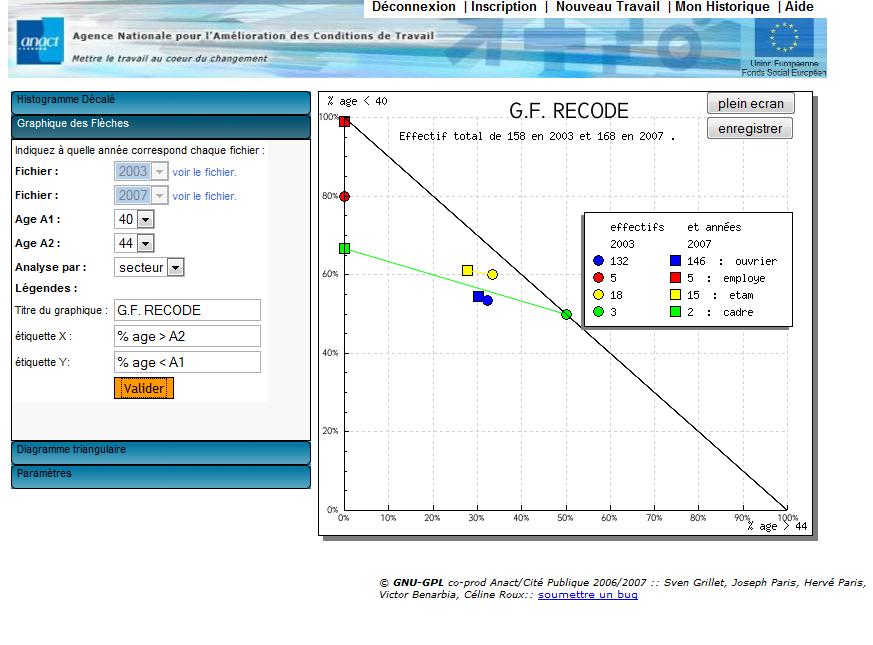 Déconnexion | Inscription | Nouveau Travail | Mon Historique | Aide
anact
Agence Nationale pour l'Amélioration des Conditions de Travail
Mettre le travail au coeur du changement
Union Européenne
Fonds Social Européen
Histogramme Décalé
Graphique des Flèches
Indiquez à quelle année correspond chaque fichier :
Fichier : 2003 voir le fichier.
Fichier : 2007 voir le fichier.
Age A1 : 40
Age A2 : 44
Analyse par : secteur
Légendes :
Titre du graphique : G.F. RECODE
étiquette X : % age > A2
étiquette Y: % age < A1
Valider
Diagramme triangulaire
Paramètres
% age < 40
G.F. RECODE
plein ecran
enregistrer
Effectif total de 158 en 2003 et 168 en 2007 .
100%
80%
60%
40%
20%
0%
effectifs et années
2003 2007
132 146 : ouvrier
5 5 : employe
18 15 : etam
3 2 : cadre
0% 10% 20% 30% 40% 50% 60% 70% 80% 90% 100%
% age > 44
© GNU-GPL co-prod Anact/Cité Publique 2006/2007 :: Sven Grillet, Joseph Paris, Hervé Paris,
Victor Benarbia, Céline Roux:: soumettre un bug